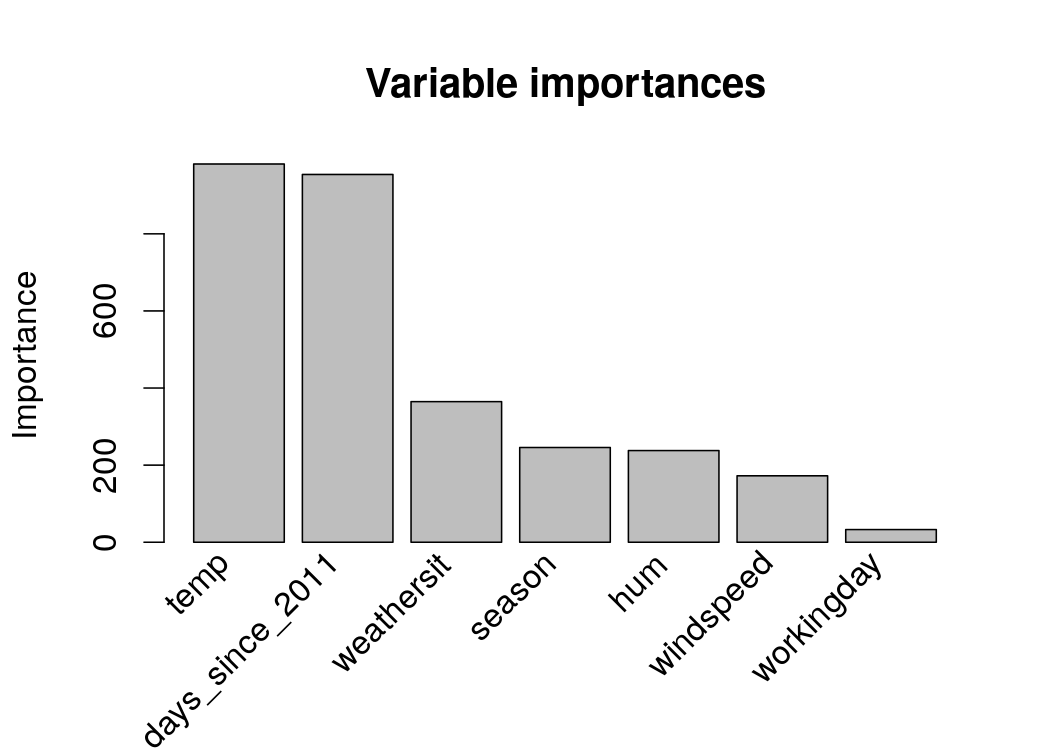 Variable importances
Importance
600
200
0
temp
days_since_2011
weathersit
season
hum
windspeed
workingday